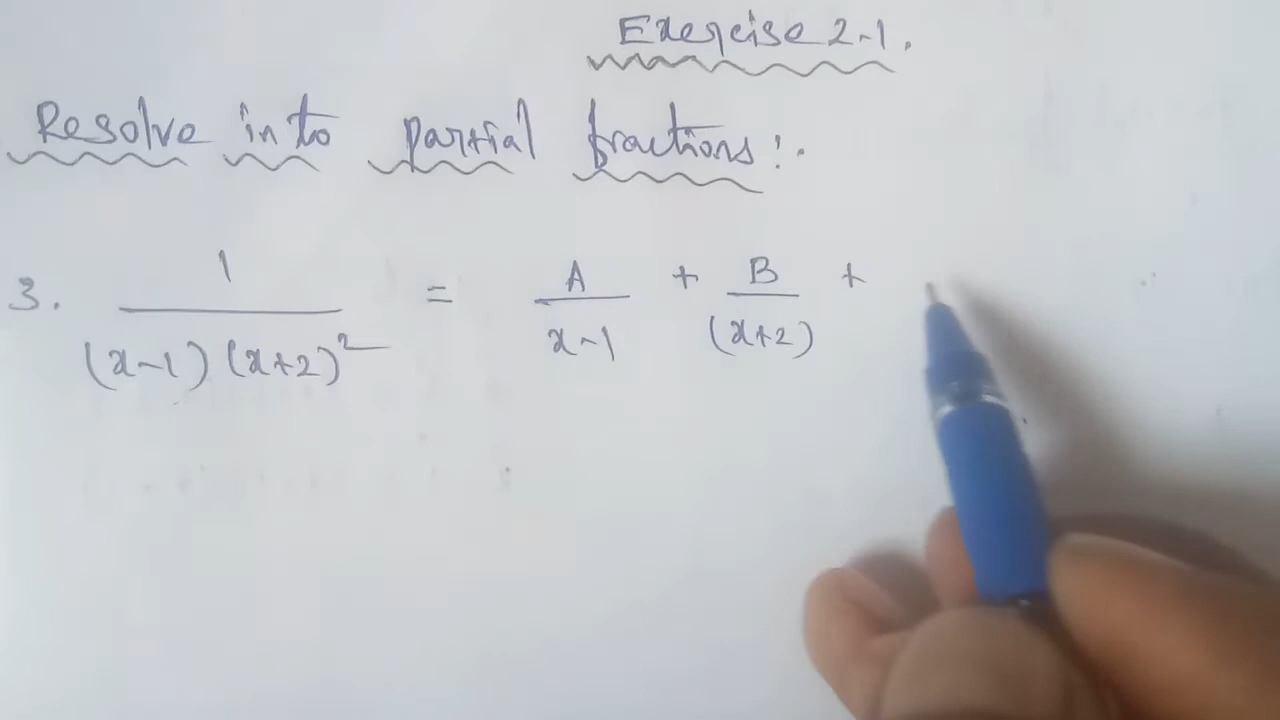 Exercise 2.1.
Resolve into partial fractions:-
3. 1/((x-1)(x+2)²) = A/(x-1) + B/((x+2)) +